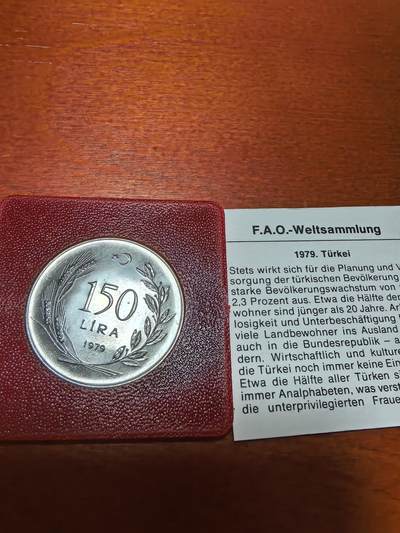 150
LİRA
1979
F.A.O.-Weltsammlung
1979. Türkei
Stets wirkt sich für die Planung und V
sorgung der türkischen Bevölkerung
starke Bevölkerungswachstum von
2,3 Prozent aus. Etwa die Hälfte der
wohner sind jünger als 20 Jahre. Ar
losigkeit und Unterbeschäftigung
viele Landbewohner ins Ausland
auch in die Bundesrepublik – a
dern. Wirtschaftlich und kulture
die Türkei noch immer keine Ein
Etwa die Hälfte aller Türken s
immer Analphabeten, was verst
die unterprivilegierten Fraue